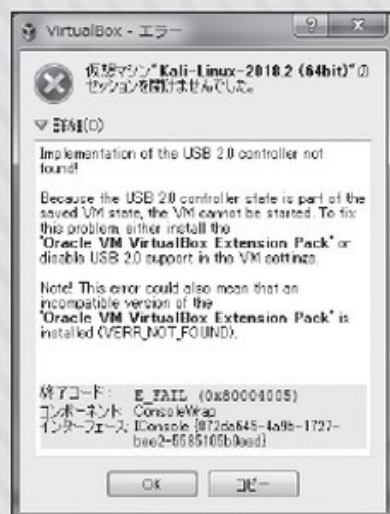 VirtualBox - エラー
仮想マシン"Kali-Linux-2018.2 (64bit)"の
セッションを開けませんでした。
詳細(D)
Implementation of the USB 2.0 controller not
found!
Because the USB 2.0 controller state is part of the
saved VM state, the VM cannot be started. To fix
this problem, either install the
'Oracle VM VirtualBox Extension Pack' or
disable USB 2.0 support in the VM settings.
Note! This error could also mean that an
incompatible version of the
'Oracle VM VirtualBox Extension Pack' is
installed (VERR_NOT_FOUND).
終了コード: E_FAIL (0x80004005)
コンポーネント: ConsoleWrap
インターフェース: IConsole {872da645-4a9b-1727-
bee2-5585105b9eed}
OK
コピー